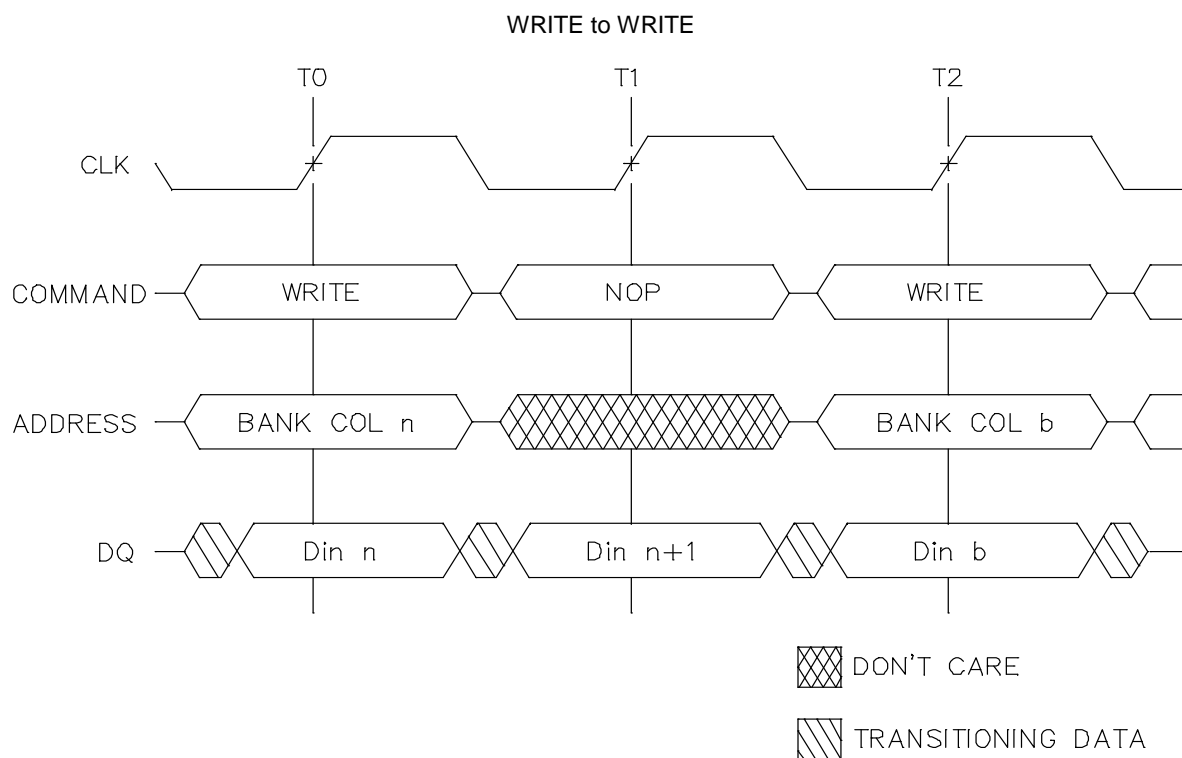 WRITE to WRITE
T0 T1 T2
CLK
COMMAND WRITE NOP WRITE
ADDRESS BANK COL n BANK COL b
DQ Din n Din n+1 Din b
DON'T CARE
TRANSITIONING DATA